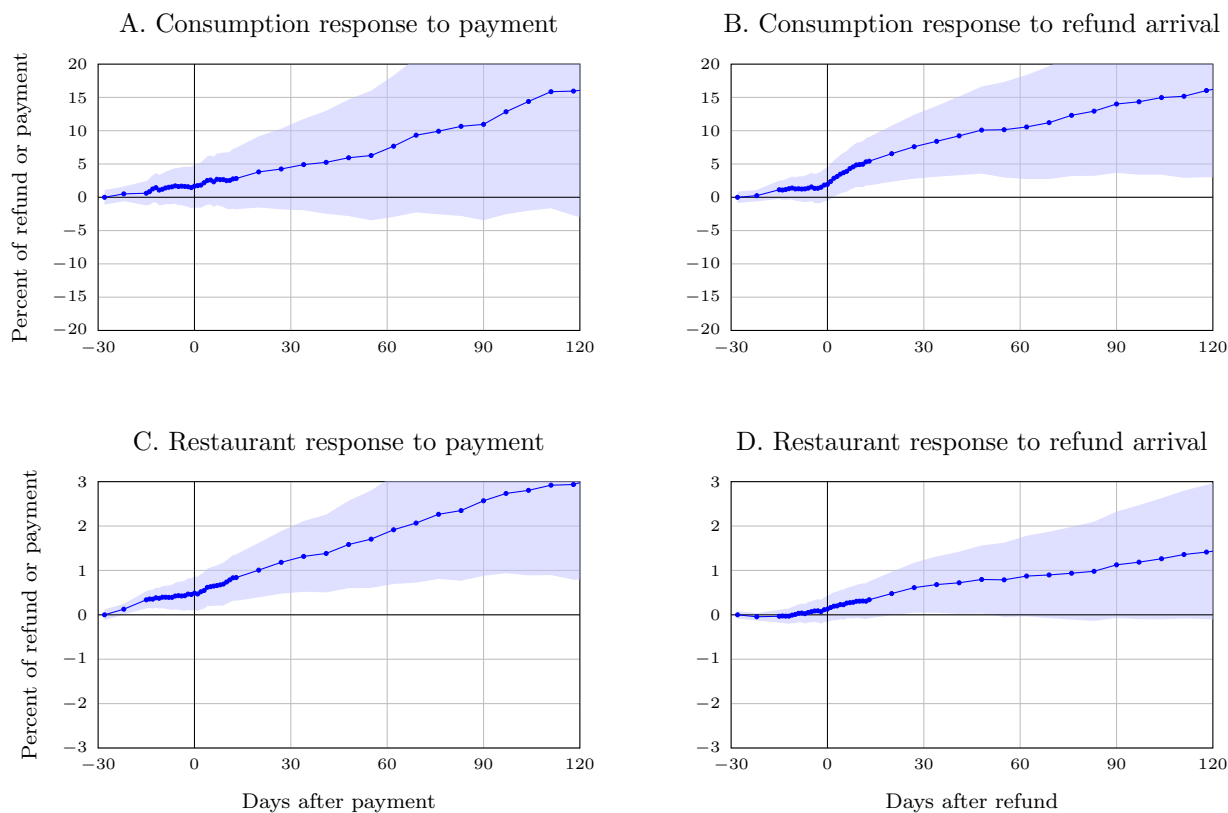 A. Consumption response to payment
Percent of refund or payment
20
15
10
5
0
−5
−10
−15
−20
−30 0 30 60 90 120
B. Consumption response to refund arrival
20
15
10
5
0
−5
−10
−15
−20
−30 0 30 60 90 120
C. Restaurant response to payment
Percent of refund or payment
3
2
1
0
−1
−2
−3
−30 0 30 60 90 120
Days after payment
D. Restaurant response to refund arrival
3
2
1
0
−1
−2
−3
−30 0 30 60 90 120
Days after refund